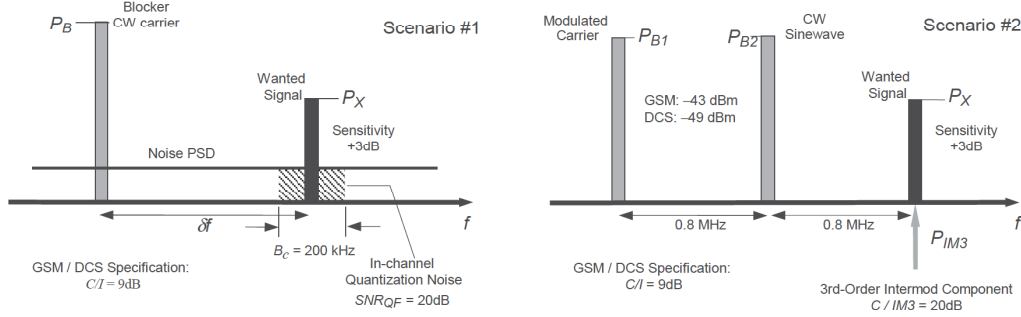 Blocker
CW carrier
P_B
Scenario #1
Wanted
Signal
P_X
Sensitivity
+3dB
Noise PSD
δf
f
B_c = 200 kHz
GSM / DCS Specification:
C/I = 9dB
In-channel
Quantization Noise
SNR_QF = 20dB
Modulated
Carrier
P_B1
P_B2
CW
Sinewave
Scenario #2
GSM: –43 dBm
DCS: –49 dBm
Wanted
Signal
P_X
Sensitivity
+3dB
0.8 MHz
0.8 MHz
f
P_IM3
GSM / DCS Specification:
C/I = 9dB
3rd-Order Intermod Component
C / IM3 = 20dB